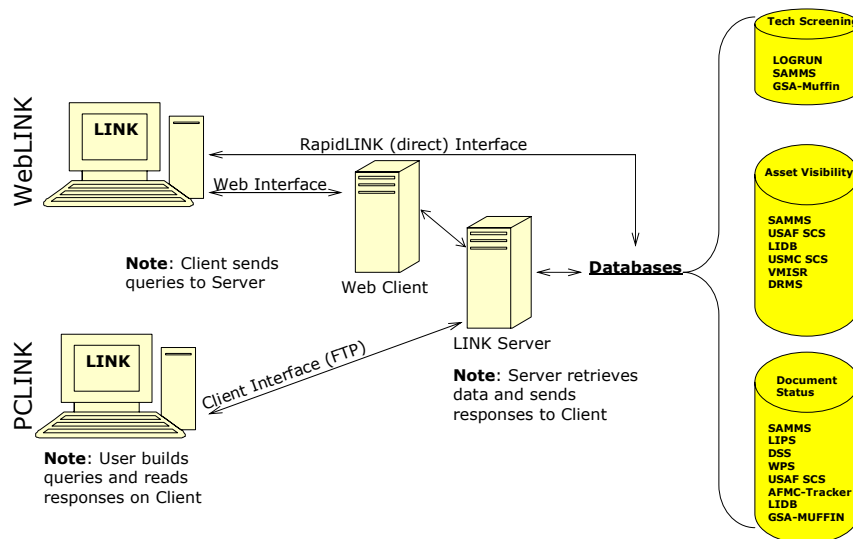 WebLINK
LINK
RapidLINK (direct) Interface
Web Interface
Note: Client sends
queries to Server
Web Client
LINK Server
Note: Server retrieves
data and sends
responses to Client
Databases
PCLINK
LINK
Client Interface (FTP)
Note: User builds
queries and reads
responses on Client
Tech Screening
LOGRUN
SAMMS
GSA-Muffin
Asset Visibility
SAMMS
USAF SCS
LIDB
USMC SCS
VMISR
DRMS
Document
Status
SAMMS
LIPS
DSS
WPS
USAF SCS
AFMC-Tracker
LIDB
GSA-MUFFIN